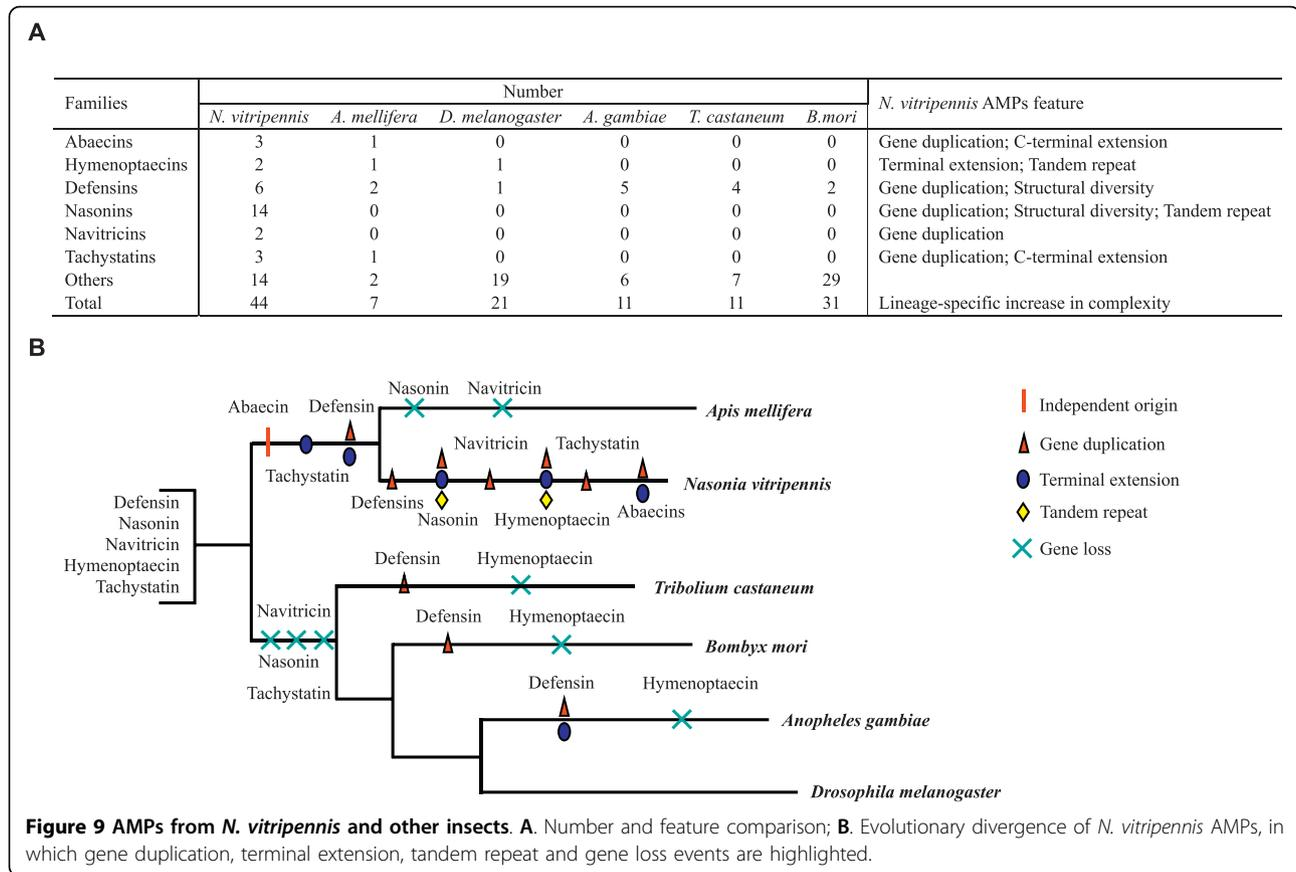 A
Families Number N. vitripennis AMPs feature
N. vitripennis A. mellifera D. melanogaster A. gambiae T. castaneum B.mori
Abaecins 3 1 0 0 0 0 Gene duplication; C-terminal extension
Hymenoptaecins 2 1 1 0 0 0 Terminal extension; Tandem repeat
Defensins 6 2 1 5 4 2 Gene duplication; Structural diversity
Nasonins 14 0 0 0 0 0 Gene duplication; Structural diversity; Tandem repeat
Navitricins 2 0 0 0 0 0 Gene duplication
Tachystatins 3 1 0 0 0 0 Gene duplication; C-terminal extension
Others 14 2 19 6 7 29
Total 44 7 21 11 11 31 Lineage-specific increase in complexity
B
Nasonin Navitricin
Abaecin Defensin
Apis mellifera
Navitricin Tachystatin
Tachystatin
Nasonia vitripennis
Defensins
Nasonin Hymenoptaecin Abaecins
Defensin
Nasonin
Navitricin
Hymenoptaecin
Tachystatin
Defensin Hymenoptaecin
Tribolium castaneum
Navitricin
Nasonin
Tachystatin
Defensin Hymenoptaecin
Bombyx mori
Defensin Hymenoptaecin
Anopheles gambiae
Drosophila melanogaster
Independent origin
Gene duplication
Terminal extension
Tandem repeat
Gene loss
Figure 9 AMPs from N. vitripennis and other insects. A. Number and feature comparison; B. Evolutionary divergence of N. vitripennis AMPs, in
which gene duplication, terminal extension, tandem repeat and gene loss events are highlighted.